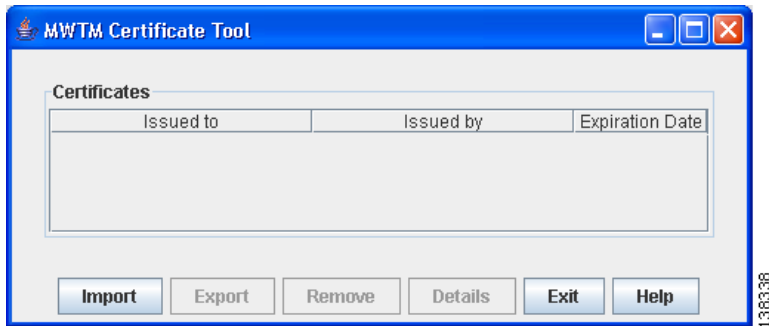 MWTM Certificate Tool
Certificates
Issued to Issued by Expiration Date
Import Export Remove Details Exit Help
138338